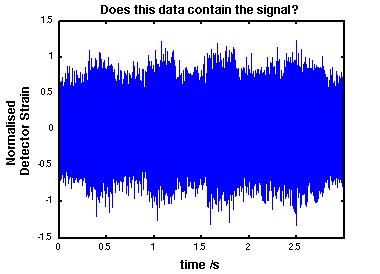 Does this data contain the signal?
1.5
1
0.5
0
-0.5
-1
-1.5
Normalised
Detector Strain
0 0.5 1 1.5 2 2.5
time /s